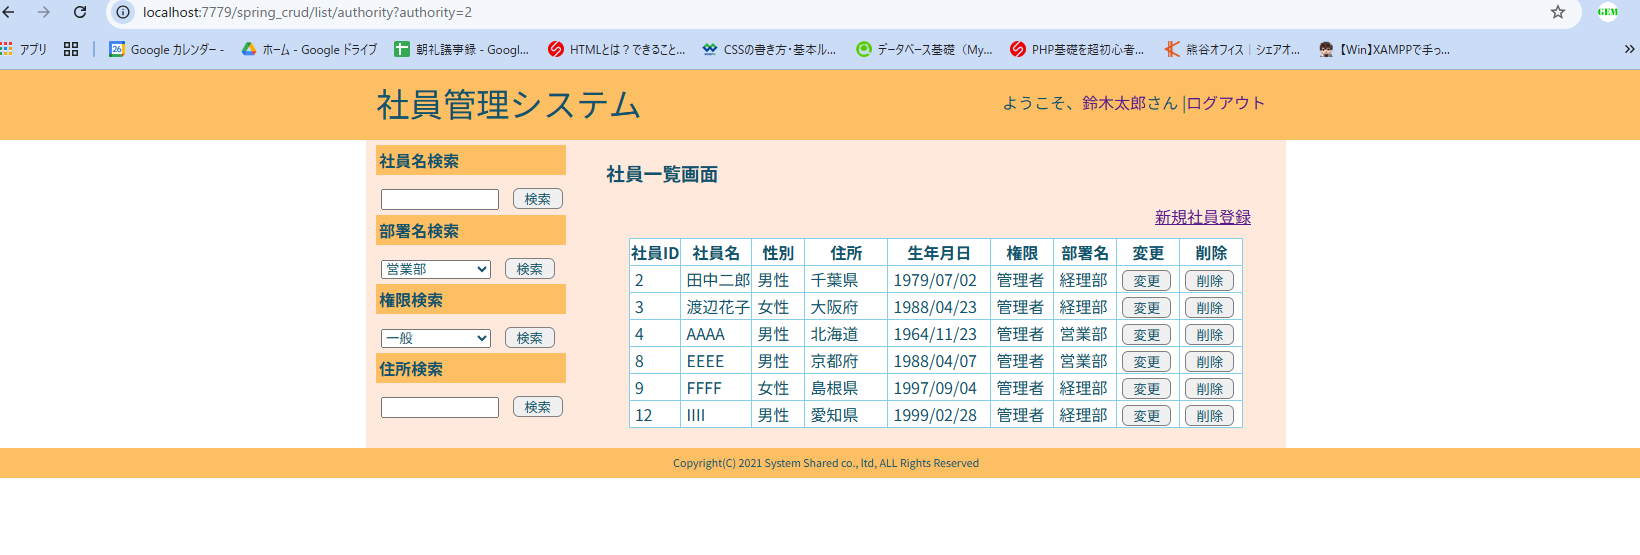 localhost:7779/spring_crud/list/authority?authority=2
GEM
アプリ
Google カレンダー -
ホーム - Google ドライブ
朝礼議事録 - Googl...
HTMLとは？できること...
CSSの書き方・基本ル...
データベース基礎（My...
PHP基礎を超初心者...
熊谷オフィス｜シェアオ...
【Win】XAMPPで手っ...
社員管理システム
ようこそ、鈴木太郎さん |ログアウト
社員名検索
検索
部署名検索
営業部 検索
権限検索
一般 検索
住所検索
検索
社員一覧画面
新規社員登録
社員ID 社員名 性別 住所 生年月日 権限 部署名 変更 削除
2 田中二郎 男性 千葉県 1979/07/02 管理者 経理部 変更 削除
3 渡辺花子 女性 大阪府 1988/04/23 管理者 経理部 変更 削除
4 AAAA 男性 北海道 1964/11/23 管理者 営業部 変更 削除
8 EEEE 男性 京都府 1988/04/07 管理者 営業部 変更 削除
9 FFFF 女性 島根県 1997/09/04 管理者 経理部 変更 削除
12 IIII 男性 愛知県 1999/02/28 管理者 経理部 変更 削除
Copyright(C) 2021 System Shared co., ltd, ALL Rights Reserved